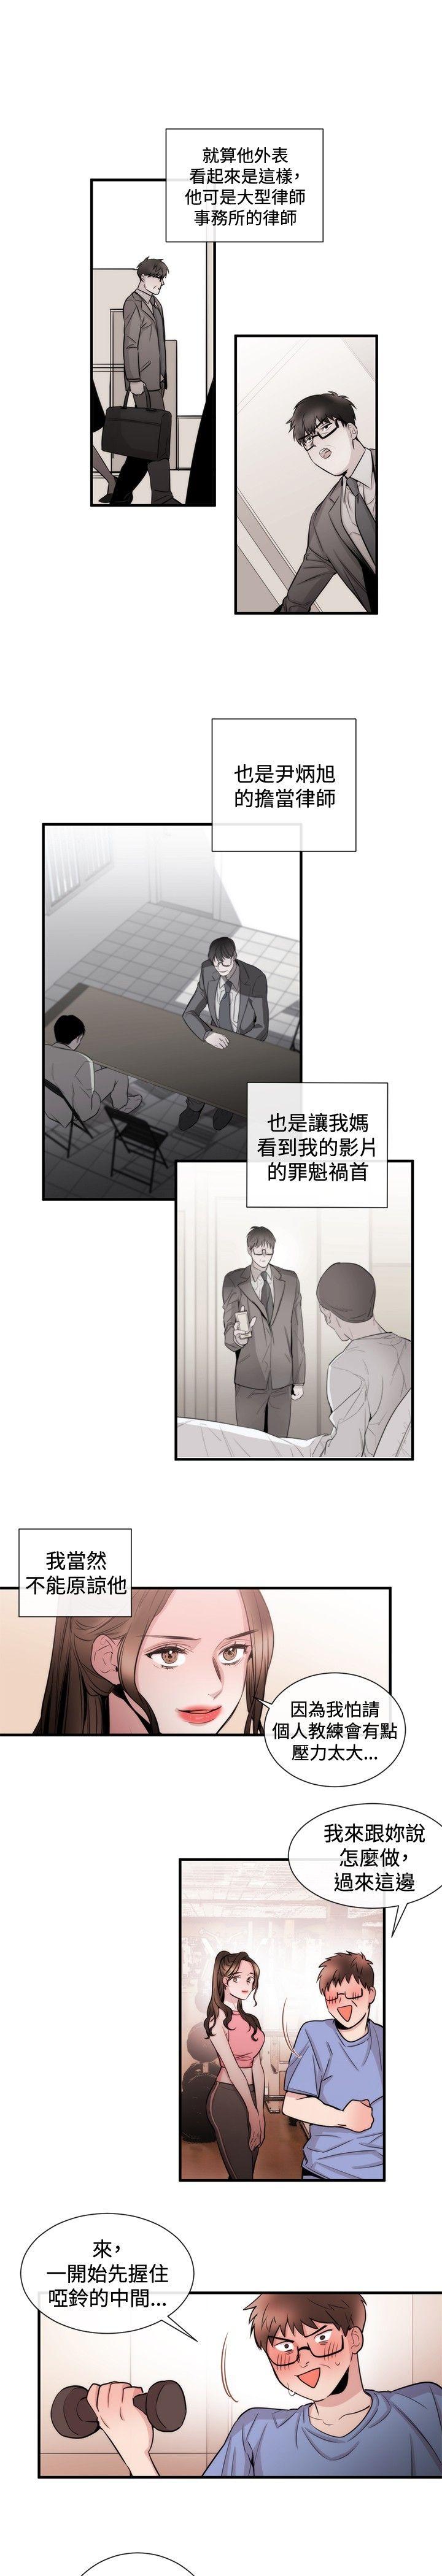 就算他外表
看起來是這樣,
他可是大型律師
事務所的律師
也是尹炳旭
的擔當律師
也是讓我媽
看到我的影片
的罪魁禍首
我當然
不能原諒他
因為我怕請
個人教練會有點
壓力太大...
我來跟妳說
怎麼做,
過來這邊
來,
一開始先握住
啞鈴的中間...